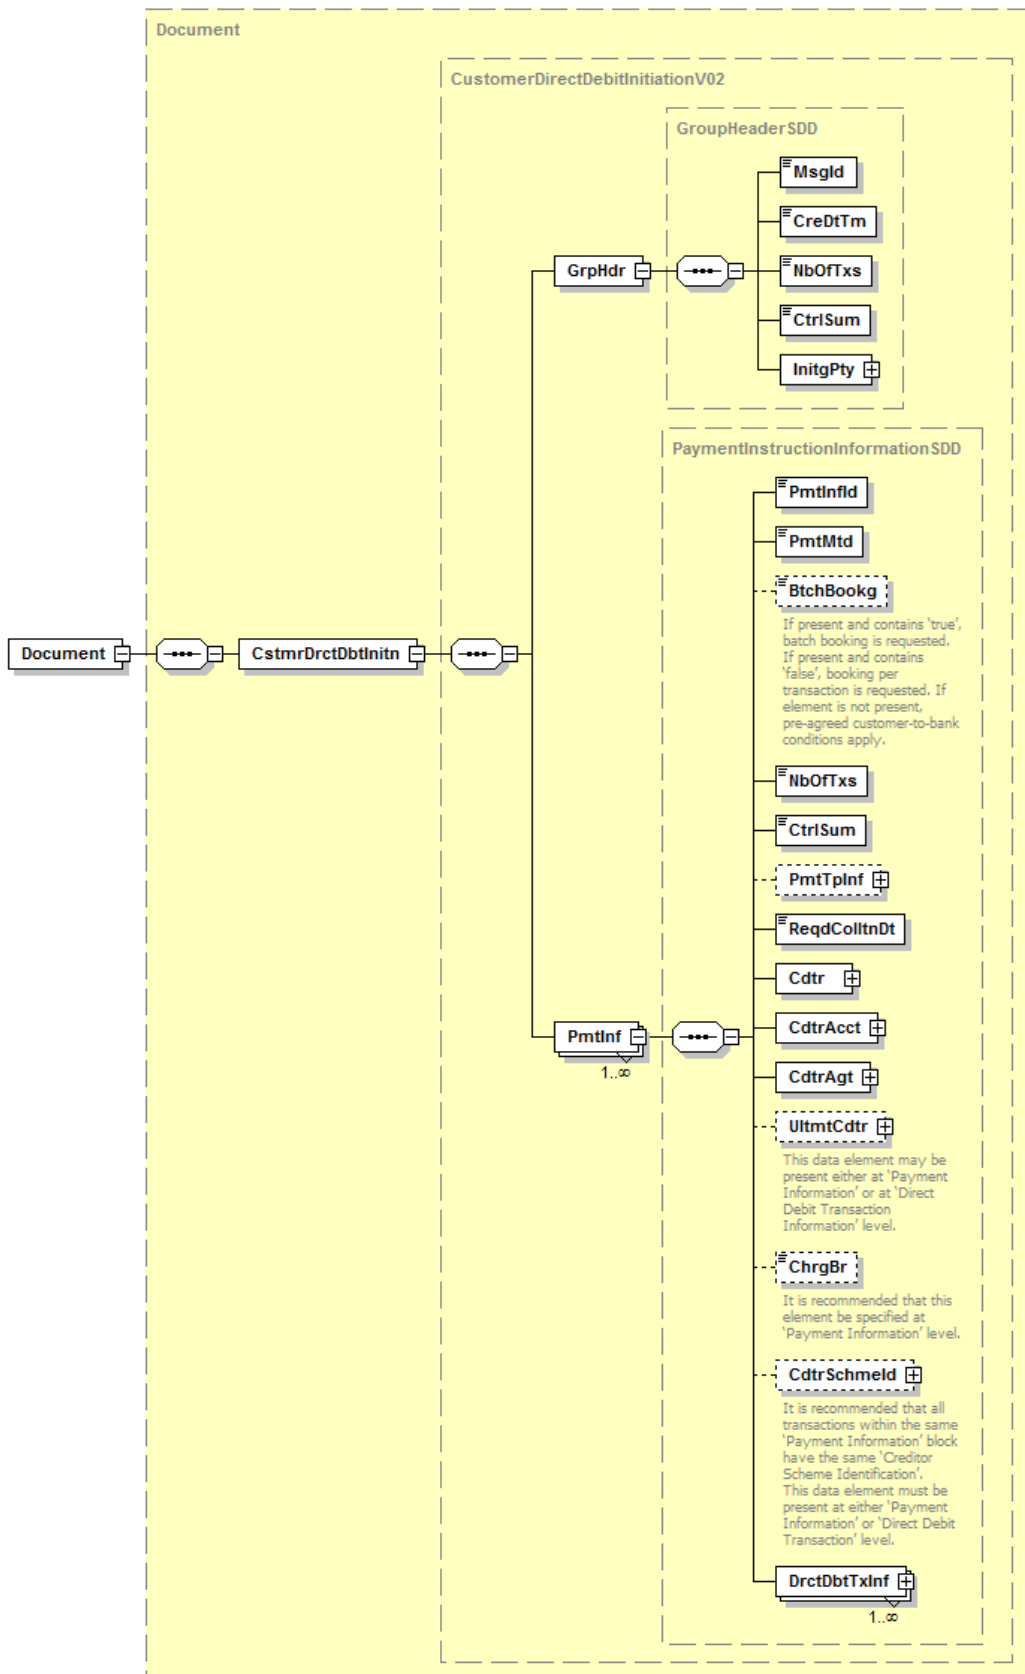 Document
CustomerDirectDebitInitiationV02
GroupHeaderSDD
MsgId
CreDtTm
GrpHdr
NbOfTxs
CtrlSum
InitgPty
PaymentInstructionInformationSDD
PmtInfId
PmtMtd
BtchBookg
If present and contains ‘true’,
batch booking is requested.
If present and contains
‘false’, booking per
transaction is requested. If
element is not present,
pre-agreed customer-to-bank
conditions apply.
Document
CstmrDrctDbtInitn
NbOfTxs
CtrlSum
PmtTpInf
ReqdColltnDt
Cdtr
CdtrAcct
PmtInf
1..∞
CdtrAgt
UltmtCdtr
This data element may be
present either at ‘Payment
Information’ or at ‘Direct
Debit Transaction
Information’ level.
ChrgBr
It is recommended that this
element be specified at
‘Payment Information’ level.
CdtrSchmeId
It is recommended that all
transactions within the same
‘Payment Information’ block
have the same ‘Creditor
Scheme Identification’.
This data element must be
present at either ‘Payment
Information’ or ‘Direct Debit
Transaction’ level.
DrctDbtTxInf
1..∞